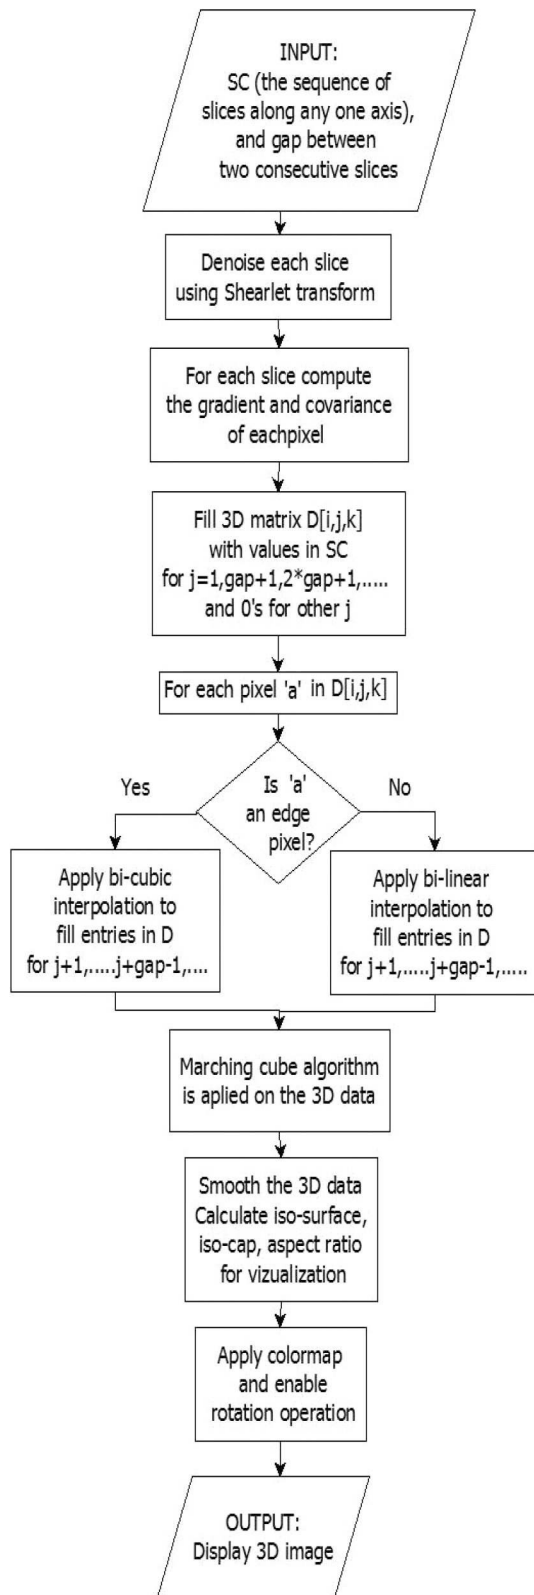 INPUT:
SC (the sequence of
slices along any one axis),
and gap between
two consecutive slices
Denoise each slice
using Shearlet transform
For each slice compute
the gradient and covariance
of eachpixel
Fill 3D matrix D[i,j,k]
with values in SC
for j=1,gap+1,2*gap+1,.....
and 0's for other j
For each pixel 'a' in D[i,j,k]
Is 'a'
an edge
pixel?
Yes
No
Apply bi-cubic
interpolation to
fill entries in D
for j+1,.....j+gap-1,....
Apply bi-linear
interpolation to
fill entries in D
for j+1,.....j+gap-1,.....
Marching cube algorithm
is aplied on the 3D data
Smooth the 3D data
Calculate iso-surface,
iso-cap, aspect ratio
for vizualization
Apply colormap
and enable
rotation operation
OUTPUT:
Display 3D image